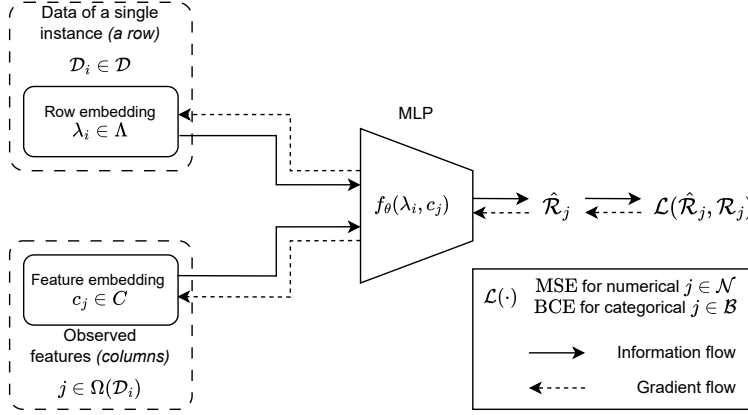 Data of a single
instance (a row)
𝒟ᵢ ∈ 𝒟
Row embedding
λᵢ ∈ Λ
MLP
f_θ(λᵢ, cⱼ)
ℛ̂ⱼ
ℒ(ℛ̂ⱼ, ℛⱼ)
Feature embedding
cⱼ ∈ C
Observed
features (columns)
j ∈ Ω(𝒟ᵢ)
ℒ(·)
MSE for numerical j ∈ 𝒩
BCE for categorical j ∈ ℬ
Information flow
Gradient flow